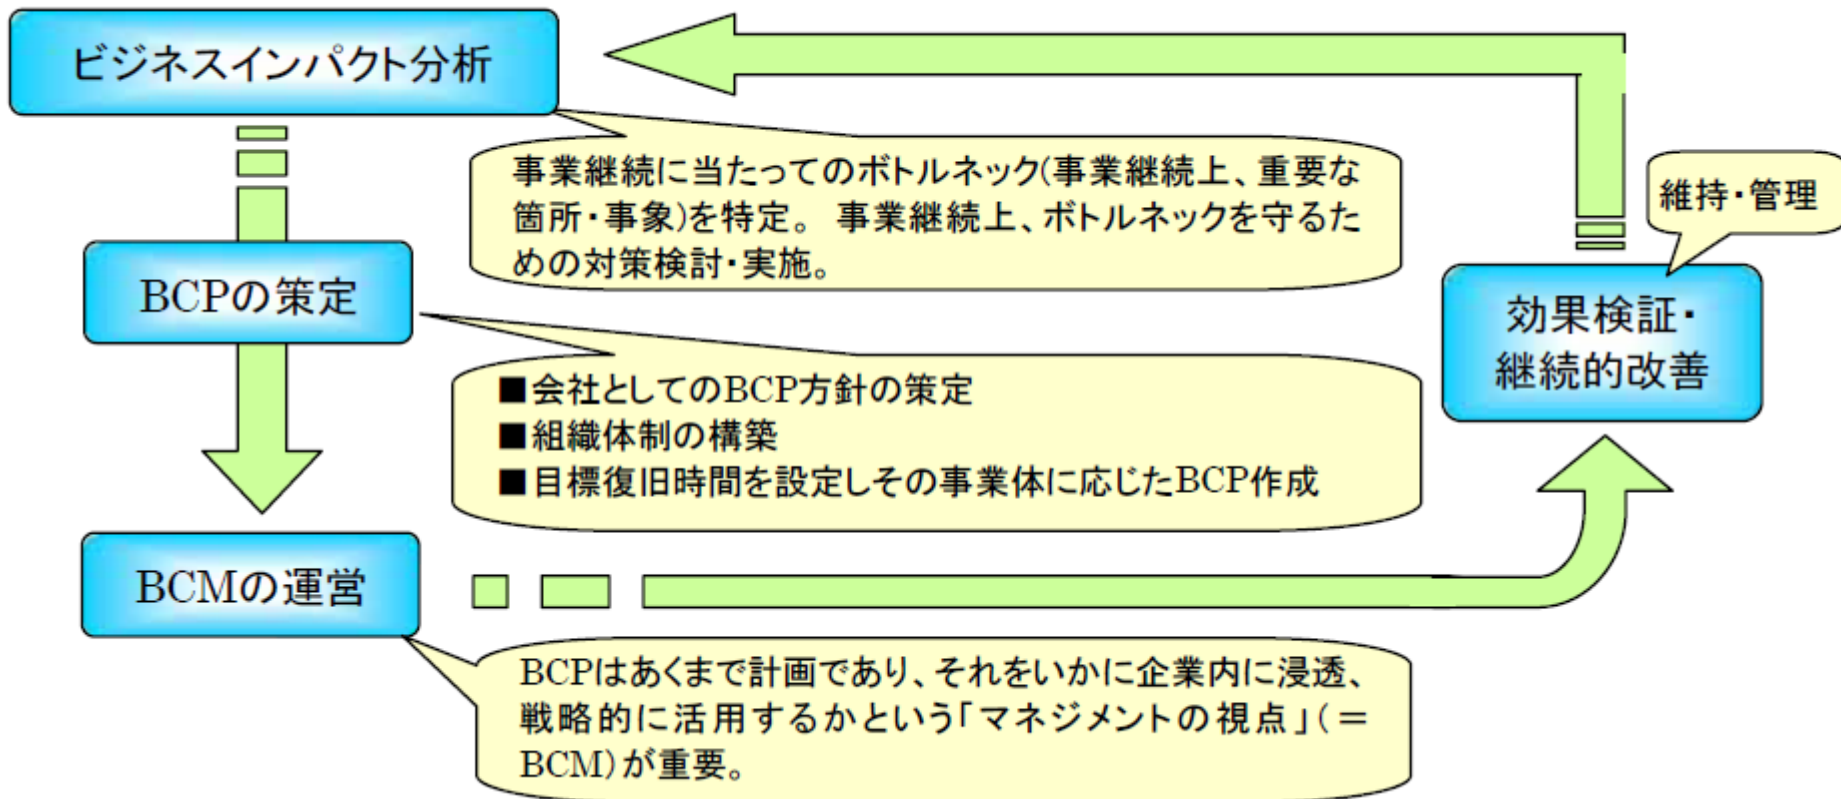 ビジネスインパクト分析
事業継続に当たってのボトルネック(事業継続上、重要な
箇所・事象)を特定。 事業継続上、ボトルネックを守るた
めの対策検討・実施。
維持・管理
BCPの策定
効果検証・
継続的改善
■会社としてのBCP方針の策定
■組織体制の構築
■目標復旧時間を設定しその事業体に応じたBCP作成
BCMの運営
BCPはあくまで計画であり、それをいかに企業内に浸透、
戦略的に活用するかという「マネジメントの視点」(＝
BCM)が重要。